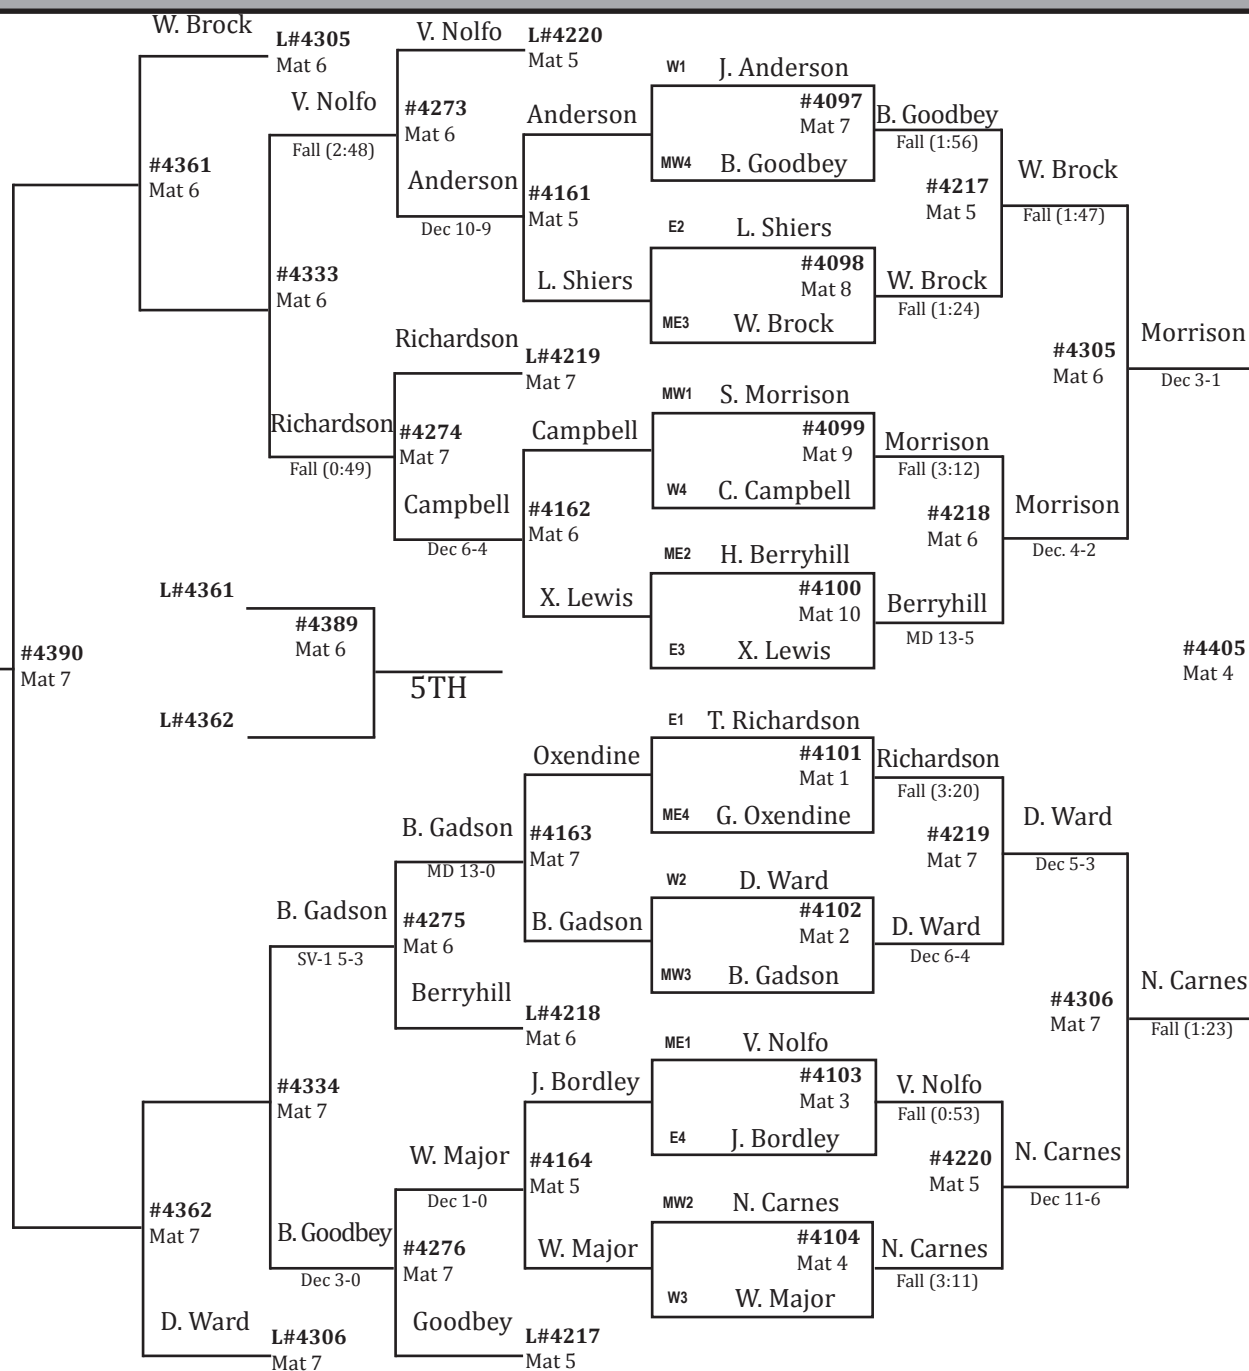 W. Brock
L#4305
Mat 6
V. Nolfo
L#4220
Mat 5
V. Nolfo
Fall (2:48)
#4273
Mat 6
#4361
Mat 6
Anderson
Dec 10-9
Anderson
#4161
Mat 5
L. Shiers
#4333
Mat 6
Richardson
L#4219
Mat 7
Richardson
Fall (0:49)
#4274
Mat 7
Campbell
Campbell
Dec 6-4
#4162
Mat 6
X. Lewis
W1 J. Anderson
#4097
Mat 7
MW4 B. Goodbey
B. Goodbey
Fall (1:56)
#4217
Mat 5
W. Brock
Fall (1:47)
E2 L. Shiers
#4098
Mat 8
ME3 W. Brock
W. Brock
Fall (1:24)
#4305
Mat 6
Morrison
Dec 3-1
MW1 S. Morrison
#4099
Mat 9
W4 C. Campbell
Morrison
Fall (3:12)
#4218
Mat 6
Morrison
Dec. 4-2
ME2 H. Berryhill
#4100
Mat 10
E3 X. Lewis
Berryhill
MD 13-5
L#4361
#4389
Mat 6
5TH
L#4362
#4390
Mat 7
#4405
Mat 4
E1 T. Richardson
#4101
Mat 1
ME4 G. Oxendine
Richardson
Fall (3:20)
#4219
Mat 7
D. Ward
Dec 5-3
W2 D. Ward
#4102
Mat 2
MW3 B. Gadson
D. Ward
Dec 6-4
#4306
Mat 7
N. Carnes
Fall (1:23)
ME1 V. Nolfo
#4103
Mat 3
E4 J. Bordley
V. Nolfo
Fall (0:53)
#4220
Mat 5
N. Carnes
Dec 11-6
MW2 N. Carnes
#4104
Mat 4
W3 W. Major
N. Carnes
Fall (3:11)
Oxendine
#4163
Mat 7
B. Gadson
B. Gadson
MD 13-0
#4275
Mat 6
Berryhill
L#4218
Mat 6
B. Gadson
SV-1 5-3
#4334
Mat 7
J. Bordley
#4164
Mat 5
W. Major
W. Major
Dec 1-0
#4276
Mat 7
Goodbey
L#4217
Mat 5
B. Goodbey
Dec 3-0
#4362
Mat 7
D. Ward
L#4306
Mat 7